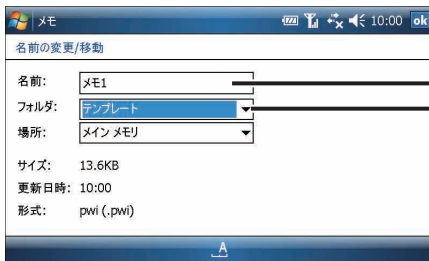 メモ 10:00 ok
名前の変更/移動
名前: メモ1
フォルダ: テンプレート
場所: メイン メモリ
サイズ: 13.6KB
更新日時: 10:00
形式: pwi (.pwi)
A